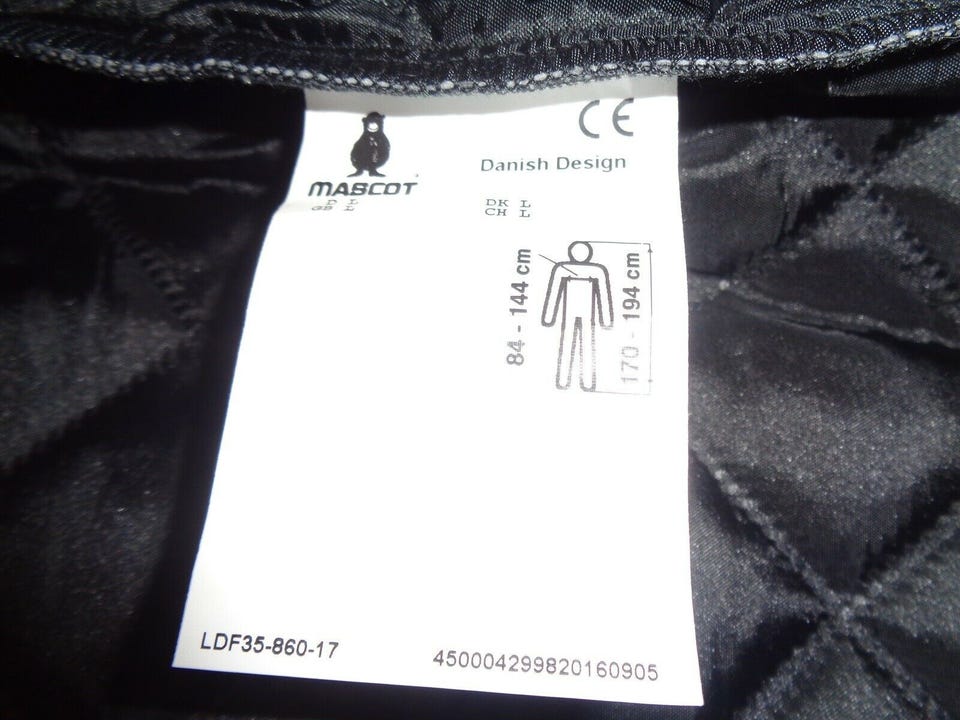 CE
MASCOT
Danish Design
D L
GB L
DK L
CH L
84 - 144 cm
170 - 194 cm
LDF35-860-17
450004299820160905